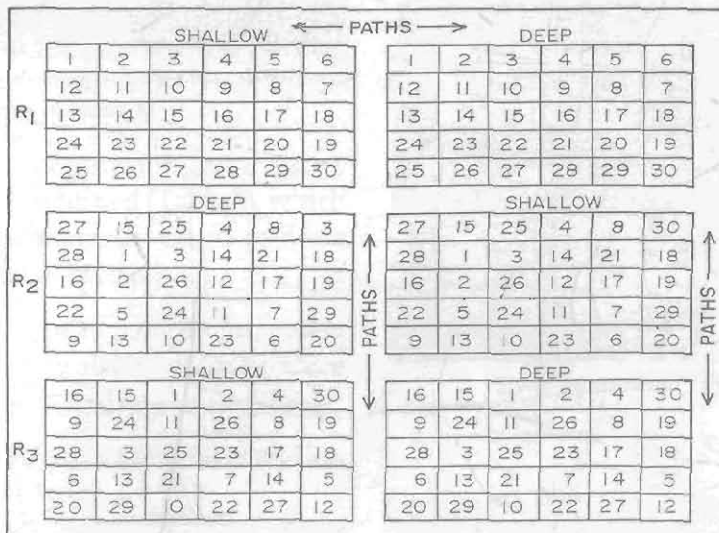 SHALLOW PATHS DEEP
1 2 3 4 5 6 1 2 3 4 5 6
12 11 10 9 8 7 12 11 10 9 8 7
R1 13 14 15 16 17 18 13 14 15 16 17 18
24 23 22 21 20 19 24 23 22 21 20 19
25 26 27 28 29 30 25 26 27 28 29 30
DEEP SHALLOW
27 15 25 4 8 3 27 15 25 4 8 30
28 1 3 14 21 18 28 1 3 14 21 18
R2 16 2 26 12 17 19 PATHS 16 2 26 12 17 19 PATHS
22 5 24 11 7 29 22 5 24 11 7 29
9 13 10 23 6 20 9 13 10 23 6 20
SHALLOW DEEP
16 15 1 2 4 30 16 15 1 2 4 30
9 24 11 26 8 19 9 24 11 26 8 19
R3 28 3 25 23 17 18 28 3 25 23 17 18
6 13 21 7 14 5 6 13 21 7 14 5
20 29 10 22 27 12 20 29 10 22 27 12